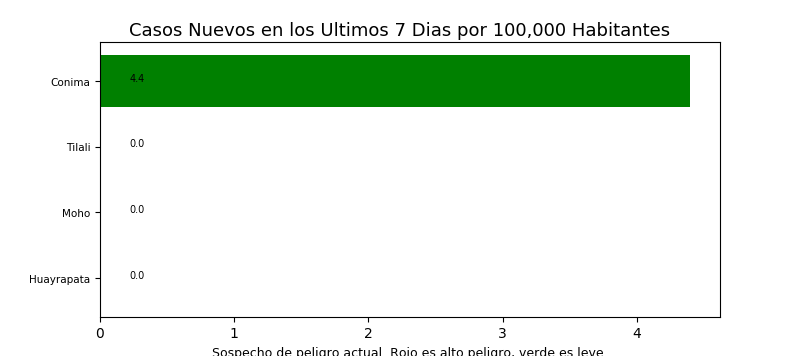 Casos Nuevos en los Ultimos 7 Dias por 100,000 Habitantes
Conima 4.4
Tilali 0.0
Moho 0.0
Huayrapata 0.0
0 1 2 3 4
Sospecho de peligro actual. Rojo es alto peligro, verde es leve